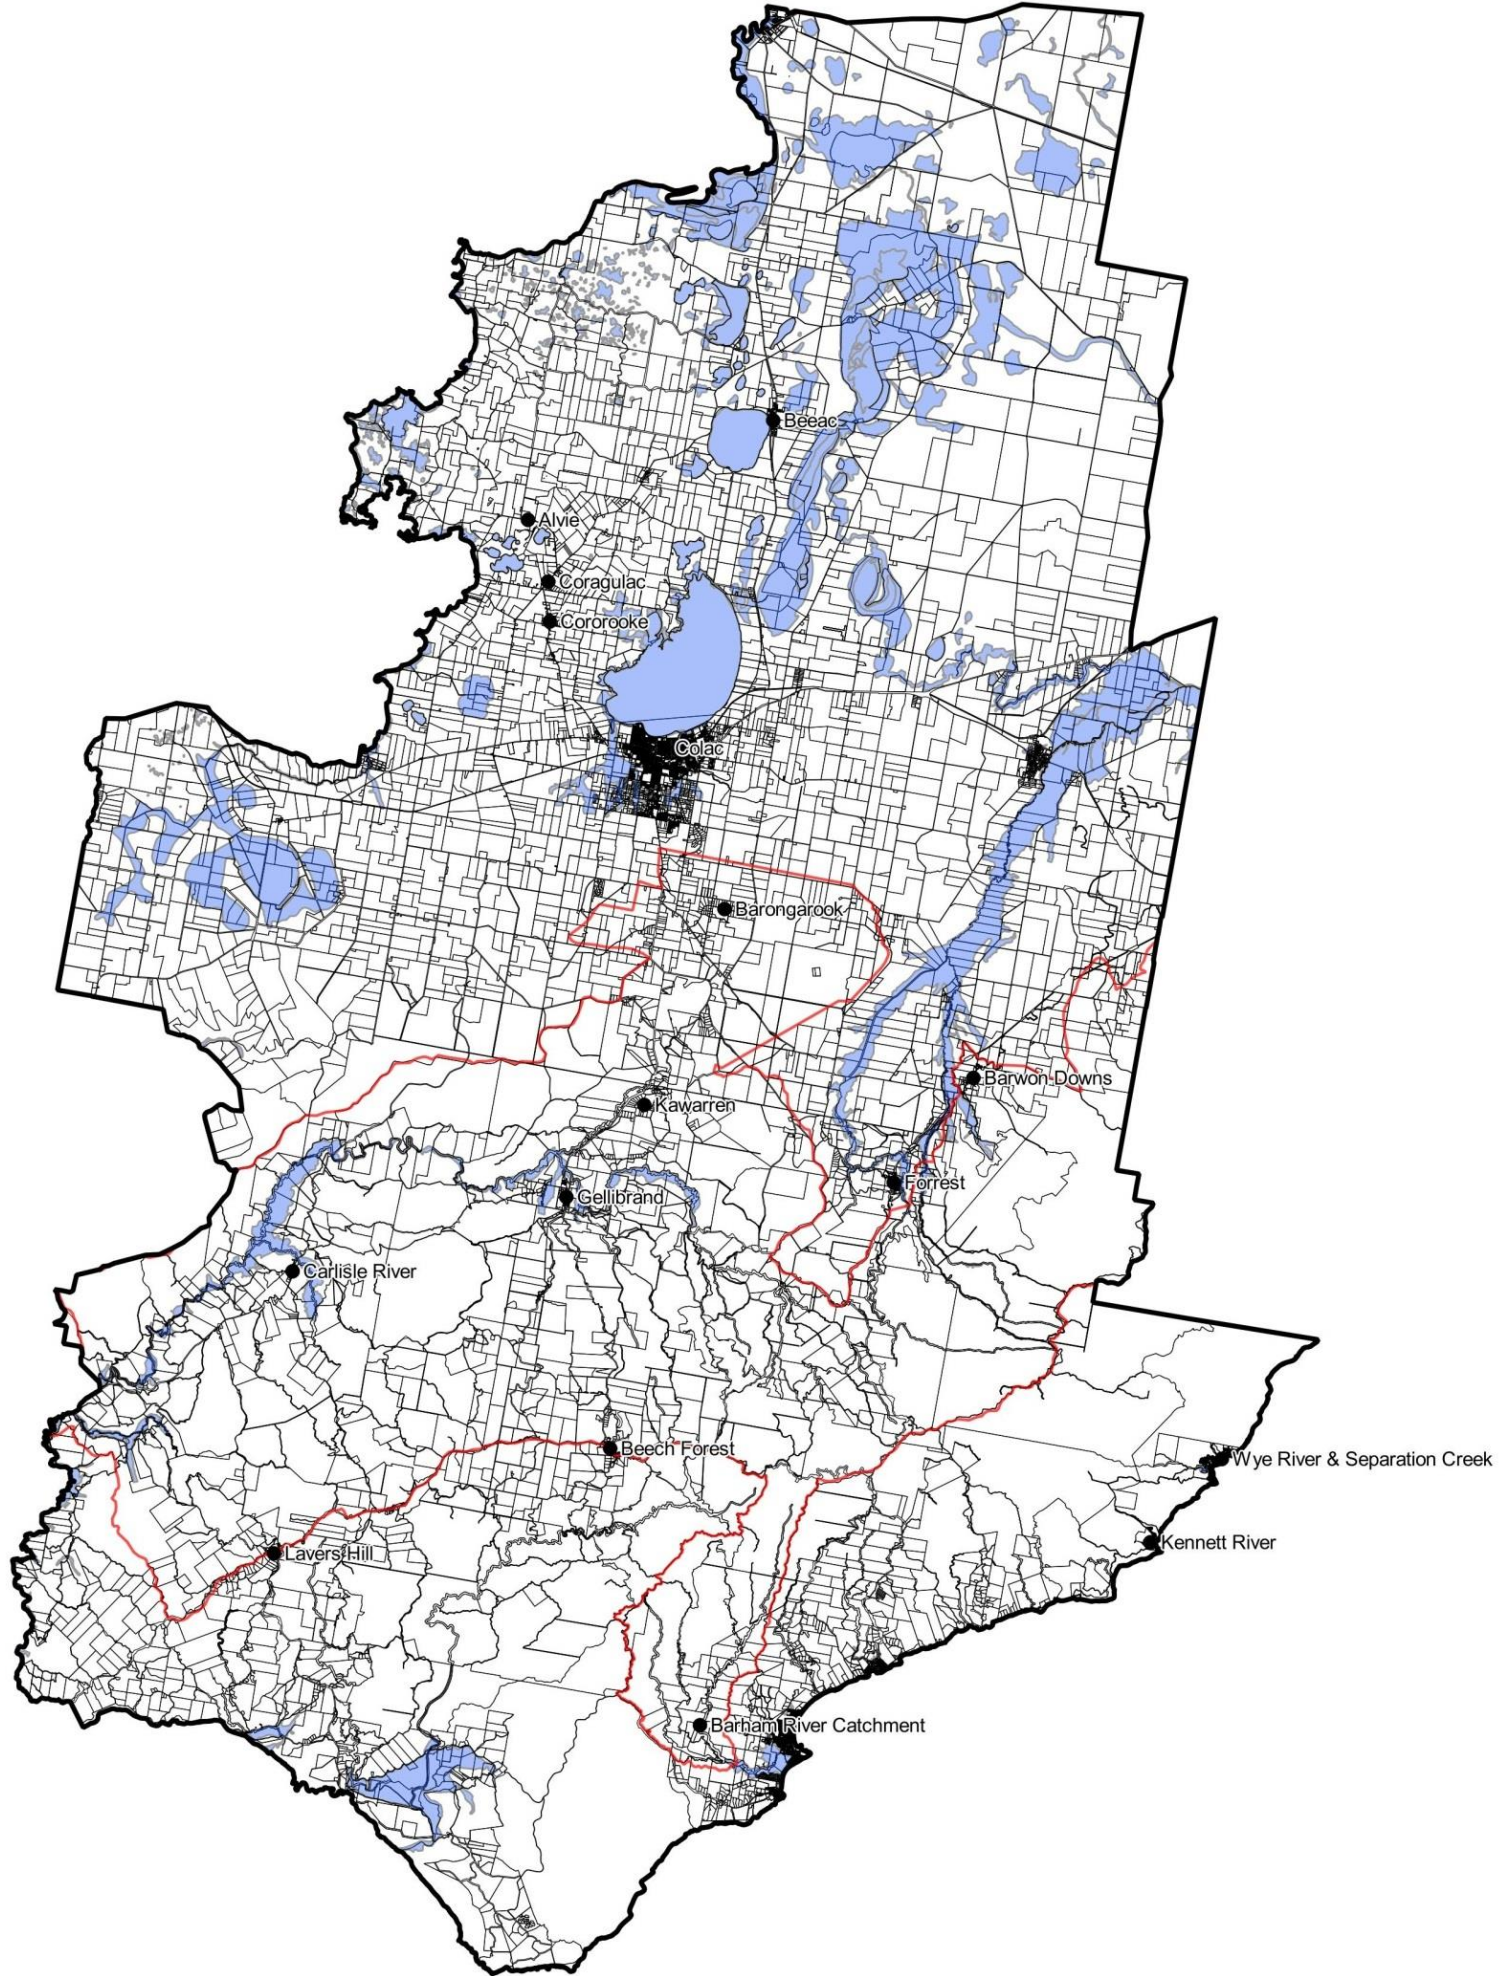 Beeac
Alvie
Coragulac
Cororooke
Colac
Barongarook
Barwon Downs
Kawarren
Forrest
Gellibrand
Carlisle River
Beech Forest
Wye River & Separation Creek
Kennett River
Lavers Hill
Barham River Catchment